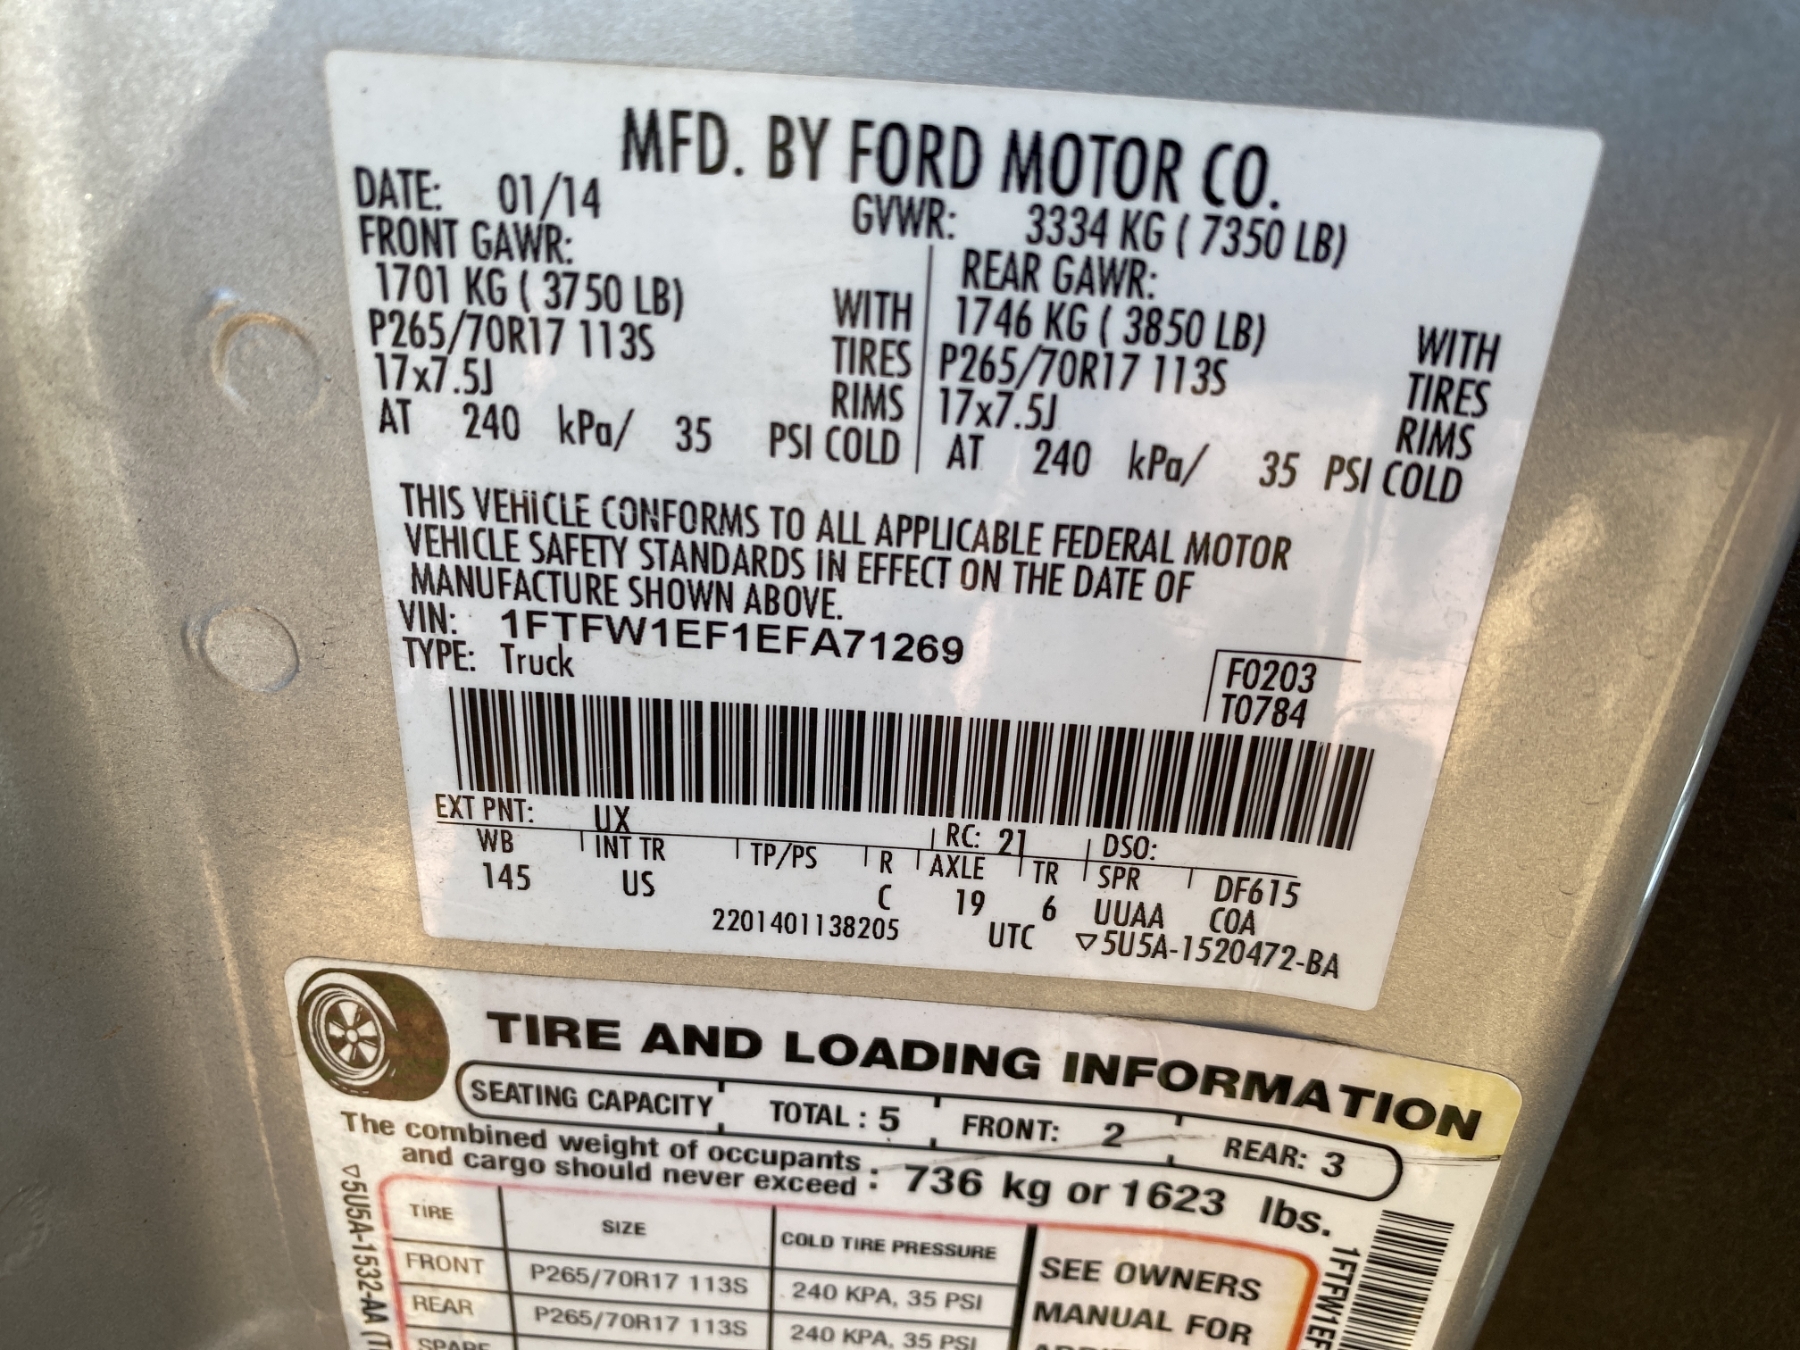 MFD. BY FORD MOTOR CO.
DATE: 01/14 GVWR: 3334 KG ( 7350 LB)
FRONT GAWR: REAR GAWR:
1701 KG ( 3750 LB) WITH 1746 KG ( 3850 LB) WITH
P265/70R17 113S TIRES P265/70R17 113S TIRES
17x7.5J RIMS 17x7.5J RIMS
AT 240 kPa/ 35 PSI COLD AT 240 kPa/ 35 PSI COLD
THIS VEHICLE CONFORMS TO ALL APPLICABLE FEDERAL MOTOR
VEHICLE SAFETY STANDARDS IN EFFECT ON THE DATE OF
MANUFACTURE SHOWN ABOVE.
VIN: 1FTFW1EF1EFA71269
TYPE: Truck
F0203
T0784
EXT PNT: UX RC: 21 DSO:
WB INT TR TP/PS R AXLE TR SPR DF615
145 US C 19 6 UUAA COA
2201401138205 UTC ▽5U5A-1520472-BA
TIRE AND LOADING INFORMATION
SEATING CAPACITY TOTAL : 5 FRONT: 2 REAR: 3
The combined weight of occupants
and cargo should never exceed : 736 kg or 1623 lbs.
TIRE SIZE COLD TIRE PRESSURE
FRONT P265/70R17 113S 240 KPA, 35 PSI
REAR P265/70R17 113S 240 KPA, 35 PSI
SPARE
SEE OWNERS
MANUAL FOR
▽5U5A-1532-AA
1FTFW1EF